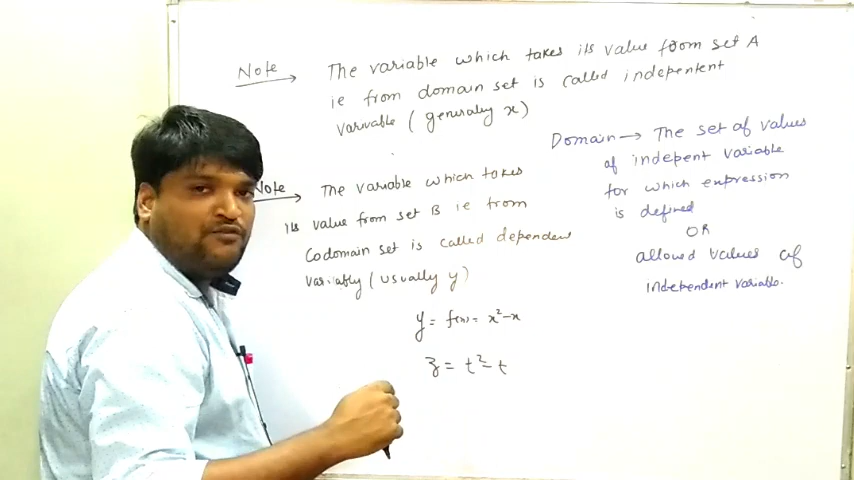 Note → The variable which takes its value from set A
ie from domain set is called indepentent
varivable ( generaly x)
Note → The variable which takes
its value from set B ie from
Codomain set is called dependent
variably ( usually y)
y = f(x) = x² - x
z = t² = t
Domain → The set of values
of indepent variable
for which expression
is defined
OR
allowed values of
independent variable.